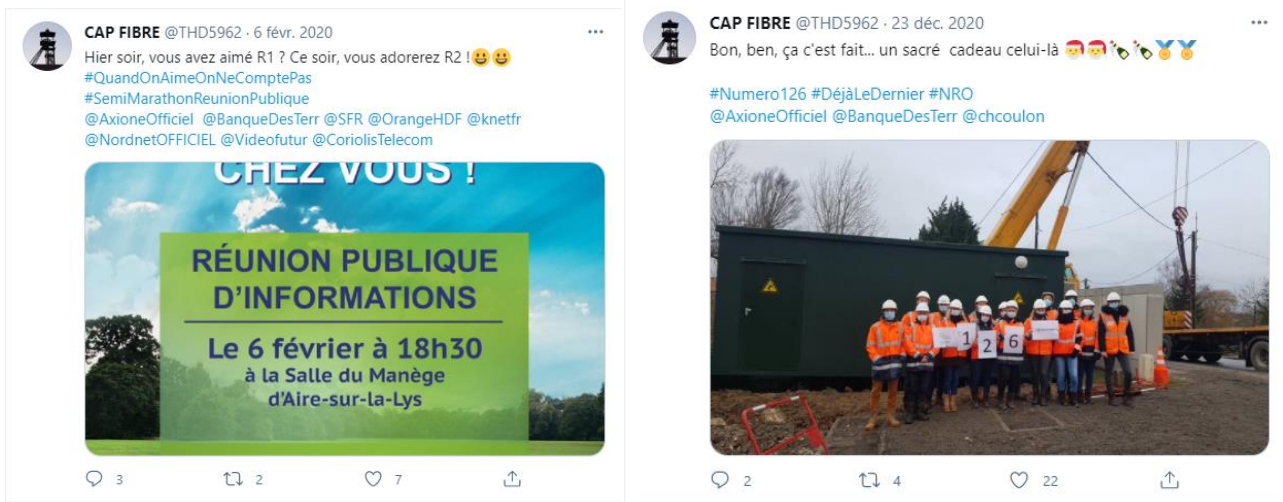 CAP FIBRE @THD5962 · 6 févr. 2020
Hier soir, vous avez aimé R1 ? Ce soir, vous adorerez R2 !😀😀
#QuandOnAimeOnNeComptePas
#SemiMarathonReunionPublique
@AxioneOfficiel @BanqueDesTerr @SFR @OrangeHDF @knetfr
@NordnetOFFICIEL @Videofutur @CoriolisTelecom
CHEZ VOUS !
RÉUNION PUBLIQUE
D'INFORMATIONS
Le 6 février à 18h30
à la Salle du Manège
d'Aire-sur-la-Lys
3 2 7
CAP FIBRE @THD5962 · 23 déc. 2020
Bon, ben, ça c'est fait... un sacré cadeau celui-là 🎅🎅🍾🍾🏅🏅
#Numero126 #DéjàLeDernier #NRO
@AxioneOfficiel @BanqueDesTerr @chcoulon
1 2 6
2 4 22